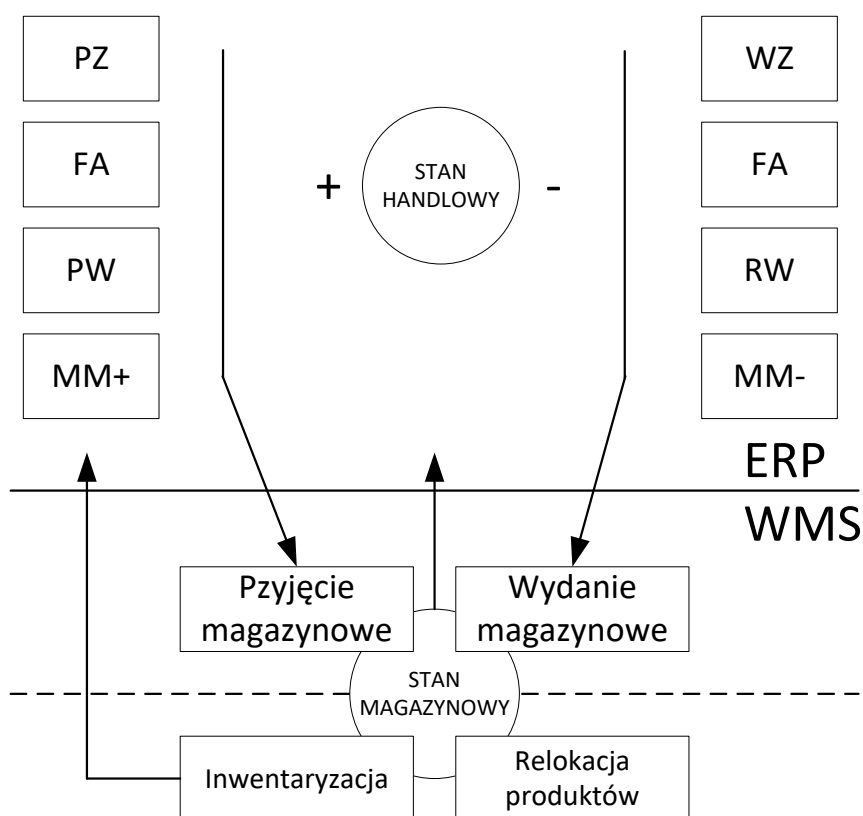 PZ
WZ
FA
STAN
HANDLOWY
+
-
FA
PW
RW
MM+
MM-
ERP
WMS
Pzyjęcie
magazynowe
Wydanie
magazynowe
STAN
MAGAZYNOWY
Inwentaryzacja
Relokacja
produktów